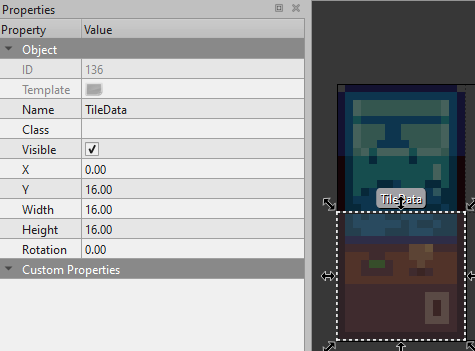 Properties
Property Value
Object
ID 136
Template
Name TileData
Class
Visible
X 0.00
Y 16.00
Width 16.00
Height 16.00
Rotation 0.00
Custom Properties
TileData